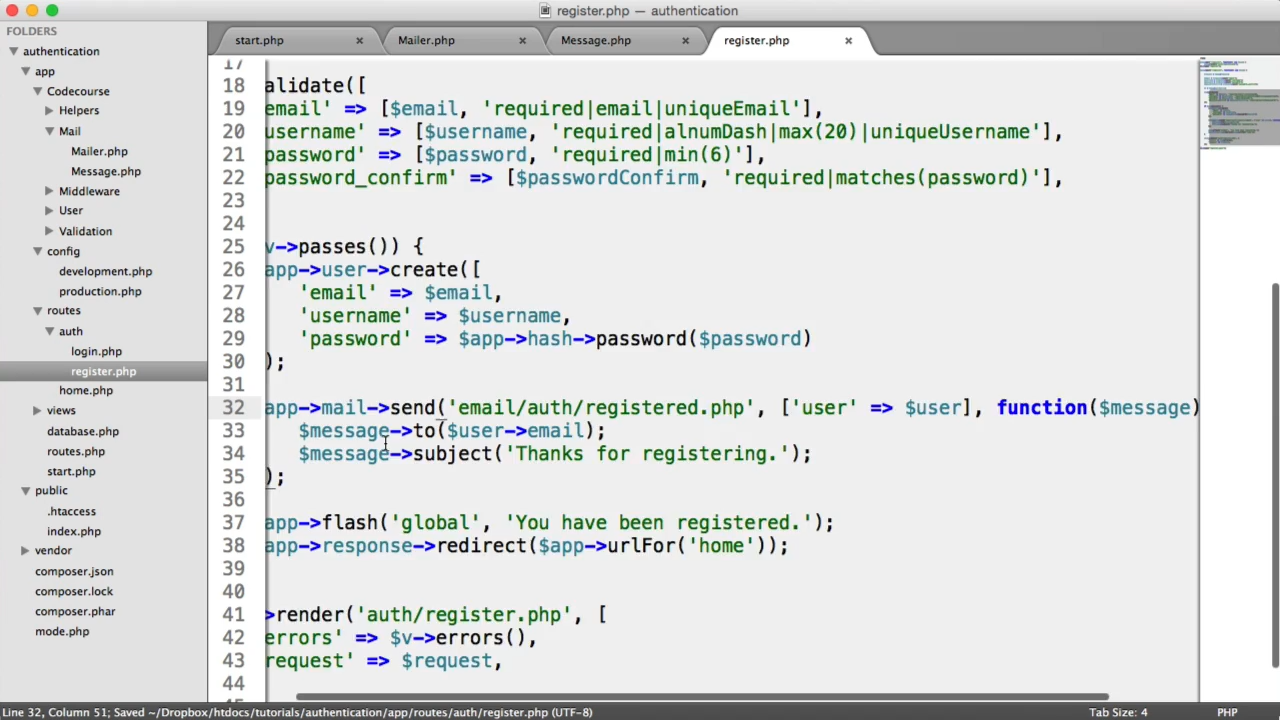 register.php — authentication
FOLDERS
authentication
app
Codecourse
Helpers
Mail
Mailer.php
Message.php
Middleware
User
Validation
config
development.php
production.php
routes
auth
login.php
register.php
home.php
views
database.php
routes.php
start.php
public
.htaccess
index.php
vendor
composer.json
composer.lock
composer.phar
mode.php
start.php
Mailer.php
Message.php
register.php
17
18 alidate([
19 email' => [$email, 'required|email|uniqueEmail'],
20 username' => [$username, 'required|alnumDash|max(20)|uniqueUsername'],
21 password' => [$password, 'required|min(6)'],
22 password_confirm' => [$passwordConfirm, 'required|matches(password)'],
23
24
25 v->passes()) {
26 app->user->create([
27 'email' => $email,
28 'username' => $username,
29 'password' => $app->hash->password($password)
30 );
31
32 app->mail->send('email/auth/registered.php', ['user' => $user], function($message)
33 $message->to($user->email);
34 $message->subject('Thanks for registering.');
35 );
36
37 app->flash('global', 'You have been registered.');
38 app->response->redirect($app->urlFor('home'));
39
40
41 >render('auth/register.php', [
42 errors' => $v->errors(),
43 request' => $request,
44
Line 32, Column 51; Saved ~/Dropbox/htdocs/tutorials/authentication/app/routes/auth/register.php (UTF-8)
Tab Size: 4
PHP